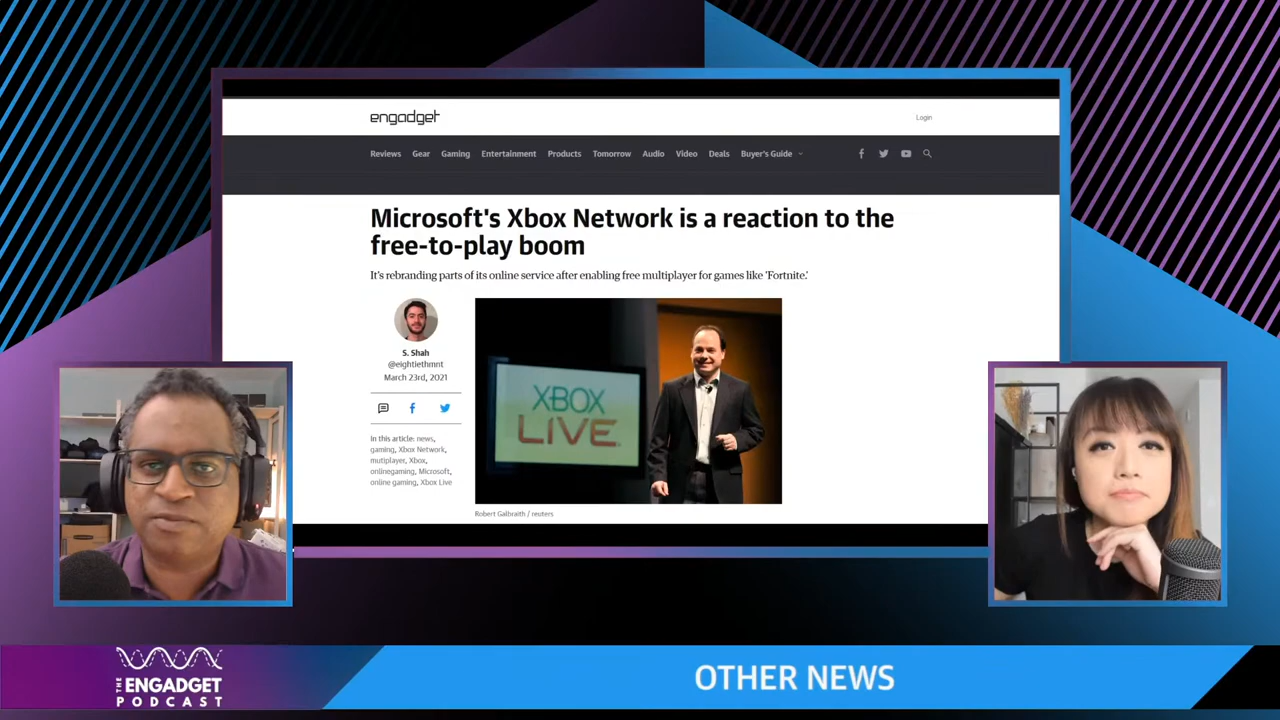 engadget
Login
Reviews Gear Gaming Entertainment Products Tomorrow Audio Video Deals Buyer's Guide
Microsoft's Xbox Network is a reaction to the
free-to-play boom
It's rebranding parts of its online service after enabling free multiplayer for games like 'Fortnite.'
S. Shah
@eightiethmnt
March 23rd, 2021
In this article: news,
gaming, Xbox Network,
mutiplayer, Xbox,
onlinegaming, Microsoft,
online gaming, Xbox Live
XBOX
LIVE
Robert Galbraith / reuters
THE
ENGADGET
PODCAST
OTHER NEWS